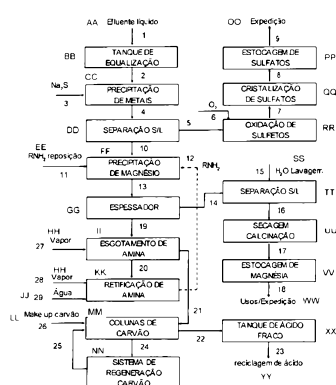 AA Efluente líquido
OO Expedição
1
9
BB TANQUE DE EQUALIZAÇÃO
ESTOCAGEM DE SULFATOS PP
2
8
CC
Na₂S
3
PRECIPITAÇÃO DE METAIS
CRISTALIZAÇÃO DE SULFATOS QQ
4
O₂
7
DD SEPARAÇÃO S/L
5
6
OXIDAÇÃO DE SULFETOS RR
EE
RNH₂ reposição
FF
10
12
RNH₂
SS
11
PRECIPITAÇÃO DE MAGNÉSIO
15
H₂O Lavagem
13
14
SEPARAÇÃO S/L TT
GG ESPESSADOR
16
19
SECAGEM CALCINAÇÃO UU
HH
Vapor
27
II
ESGOTAMENTO DE AMINA
17
20
ESTOCAGEM DE MAGNÉSIA VV
HH
Vapor
28
KK
RETIFICAÇÃO DE AMINA
18
JJ Água
29
Usos/Expedição WW
21
LL Make up carvão
26
MM
COLUNAS DE CARVÃO
22
TANQUE DE ÁCIDO FRACO XX
25
24
23
NN
SISTEMA DE REGENERAÇÃO CARVÃO
reciclagem de ácido
YY